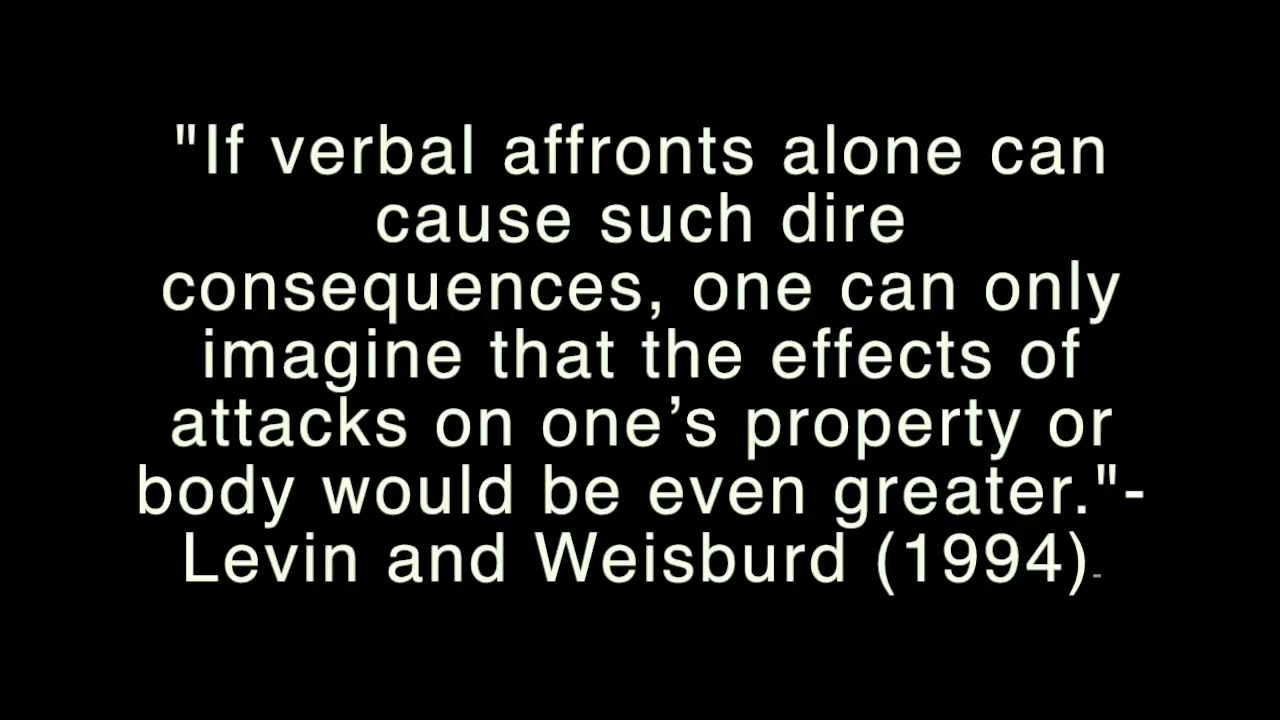 "If verbal affronts alone can
cause such dire
consequences, one can only
imagine that the effects of
attacks on one’s property or
body would be even greater."-
Levin and Weisburd (1994)-